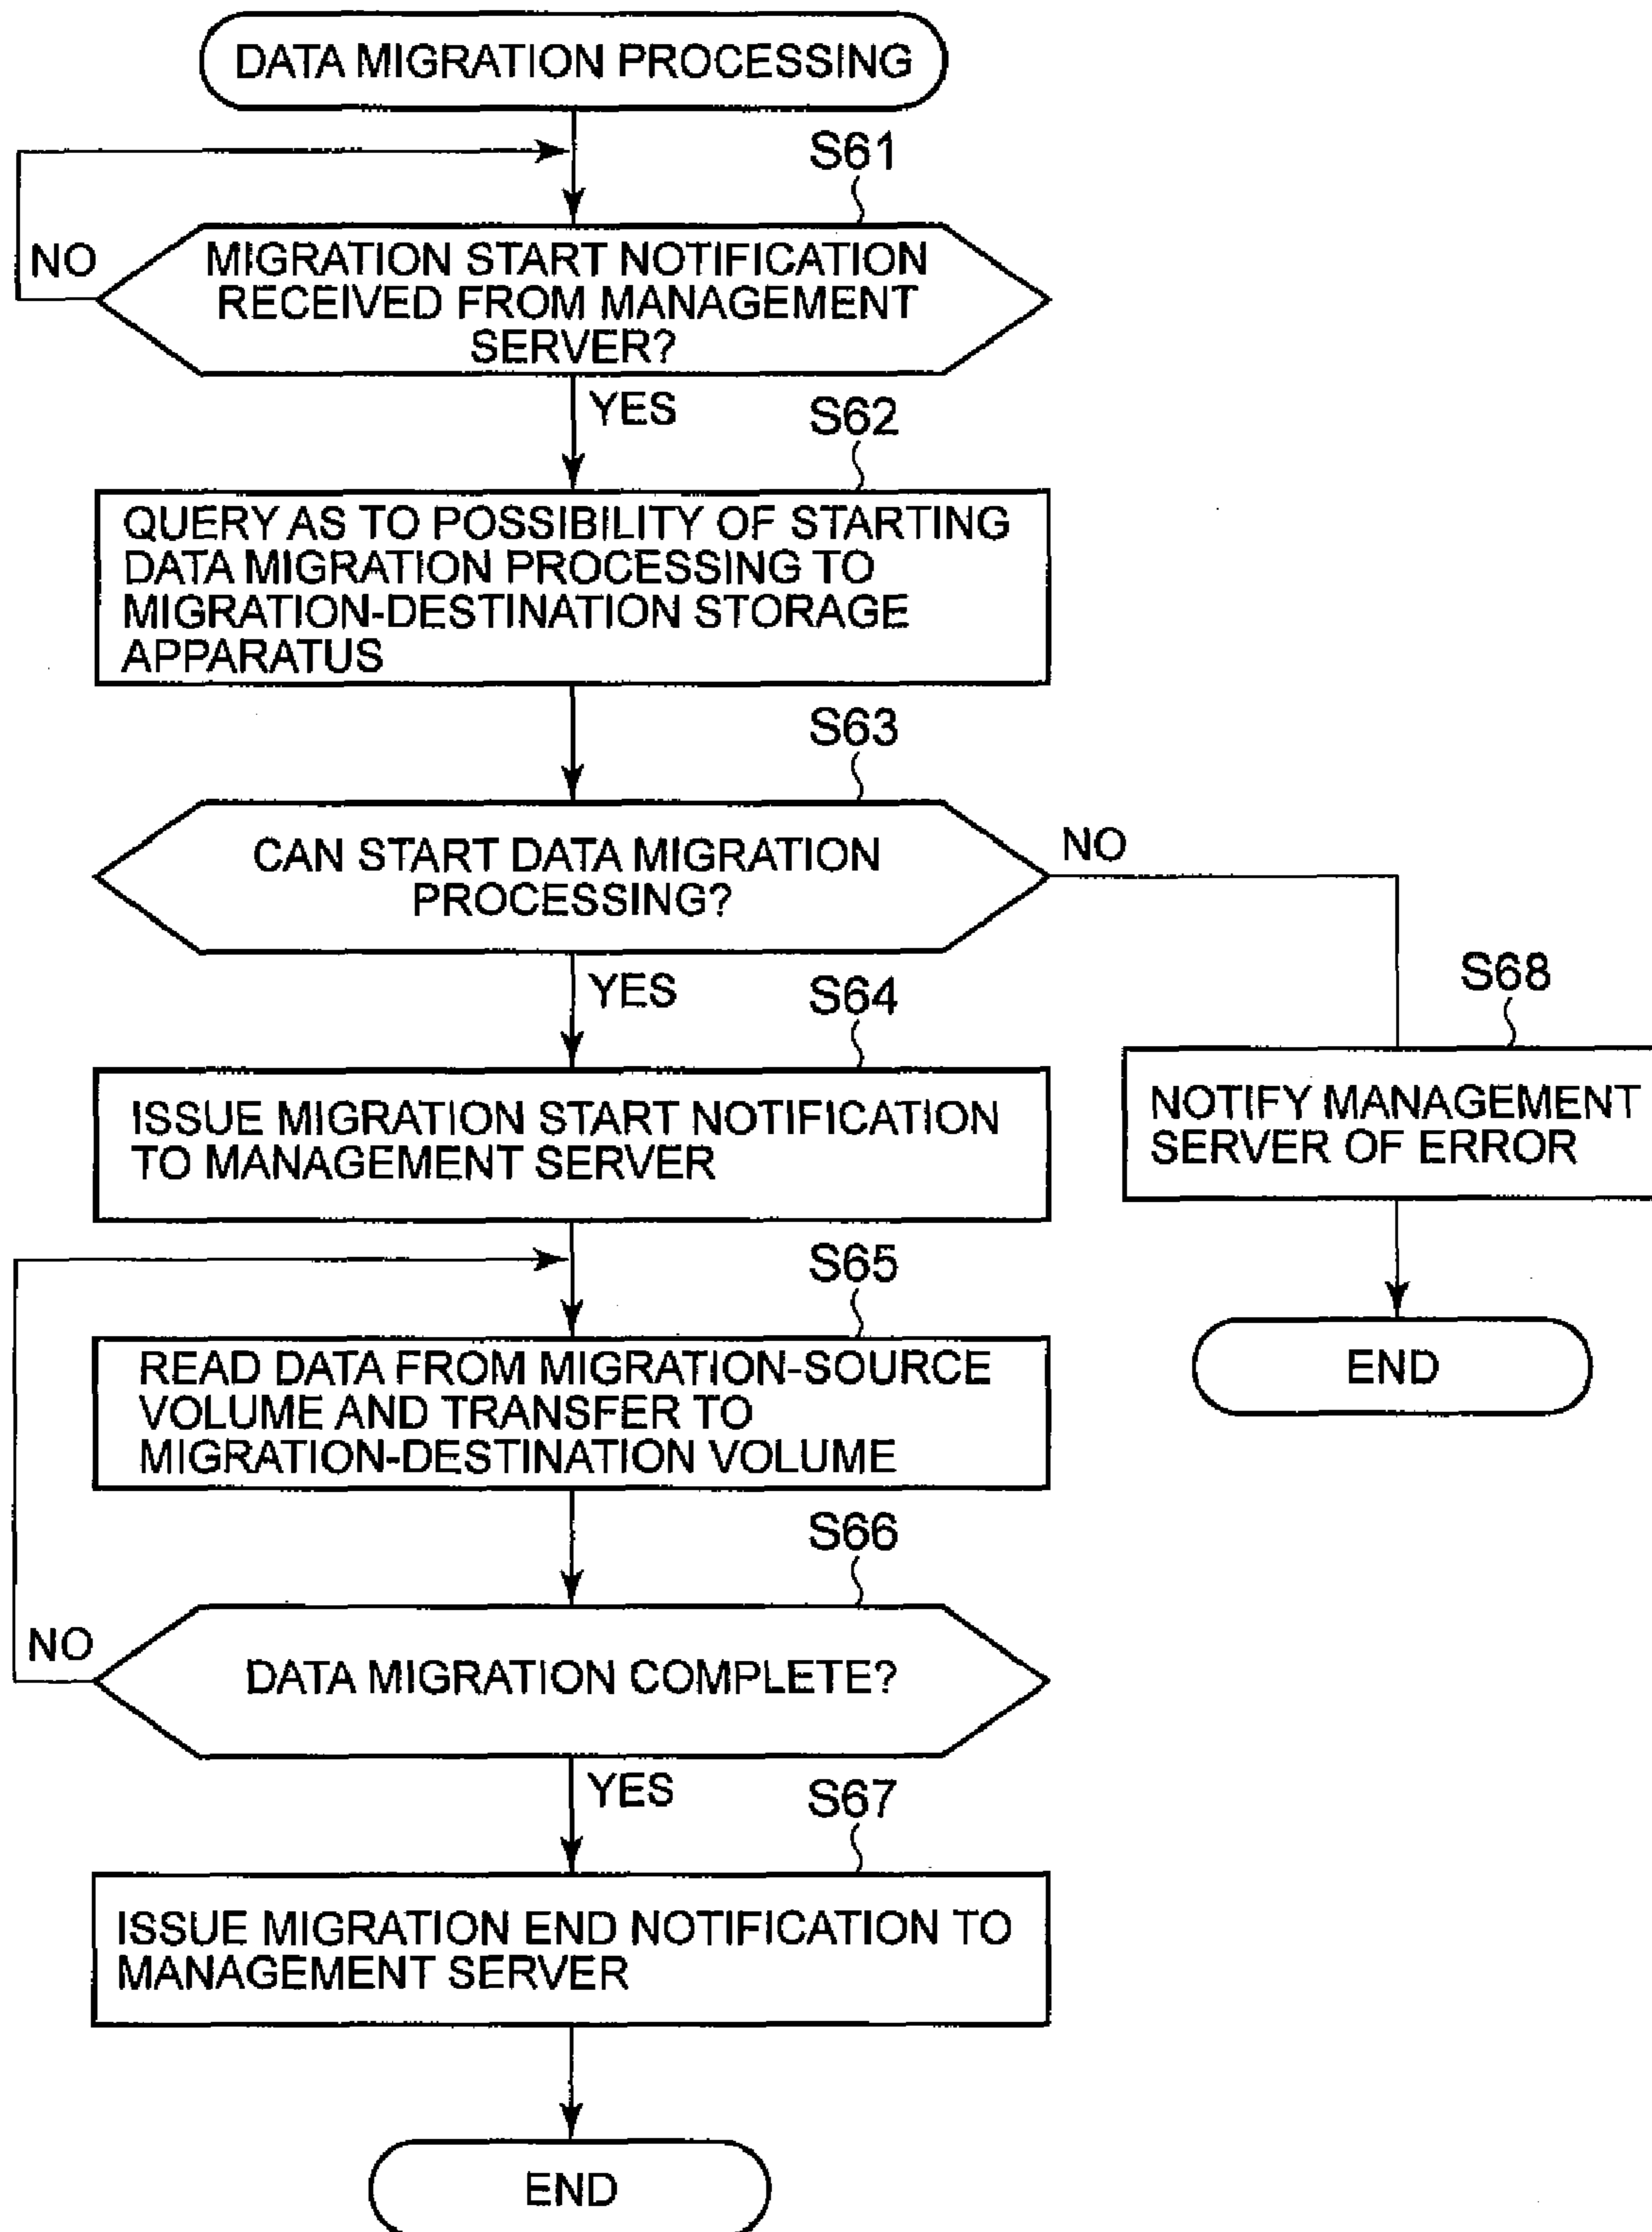 DATA MIGRATION PROCESSING
S61
NO
MIGRATION START NOTIFICATION
RECEIVED FROM MANAGEMENT
SERVER?
YES
S62
QUERY AS TO POSSIBILITY OF STARTING
DATA MIGRATION PROCESSING TO
MIGRATION-DESTINATION STORAGE
APPARATUS
S63
CAN START DATA MIGRATION
PROCESSING?
NO
YES
S64
S68
ISSUE MIGRATION START NOTIFICATION
TO MANAGEMENT SERVER
NOTIFY MANAGEMENT
SERVER OF ERROR
S65
READ DATA FROM MIGRATION-SOURCE
VOLUME AND TRANSFER TO
MIGRATION-DESTINATION VOLUME
END
S66
NO
DATA MIGRATION COMPLETE?
YES
S67
ISSUE MIGRATION END NOTIFICATION TO
MANAGEMENT SERVER
END